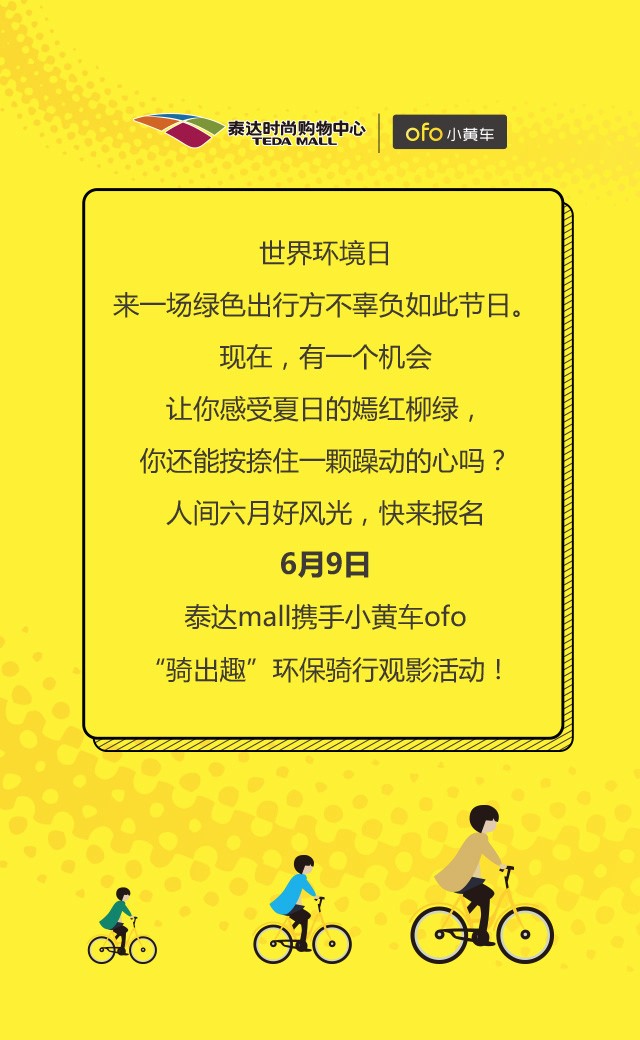 泰达时尚购物中心
TEDA MALL
ofo小黄车
世界环境日
来一场绿色出行方不辜负如此节日。
现在，有一个机会
让你感受夏日的嫣红柳绿，
你还能按捺住一颗躁动的心吗？
人间六月好风光，快来报名
6月9日
泰达mall携手小黄车ofo
“骑出趣”环保骑行观影活动！